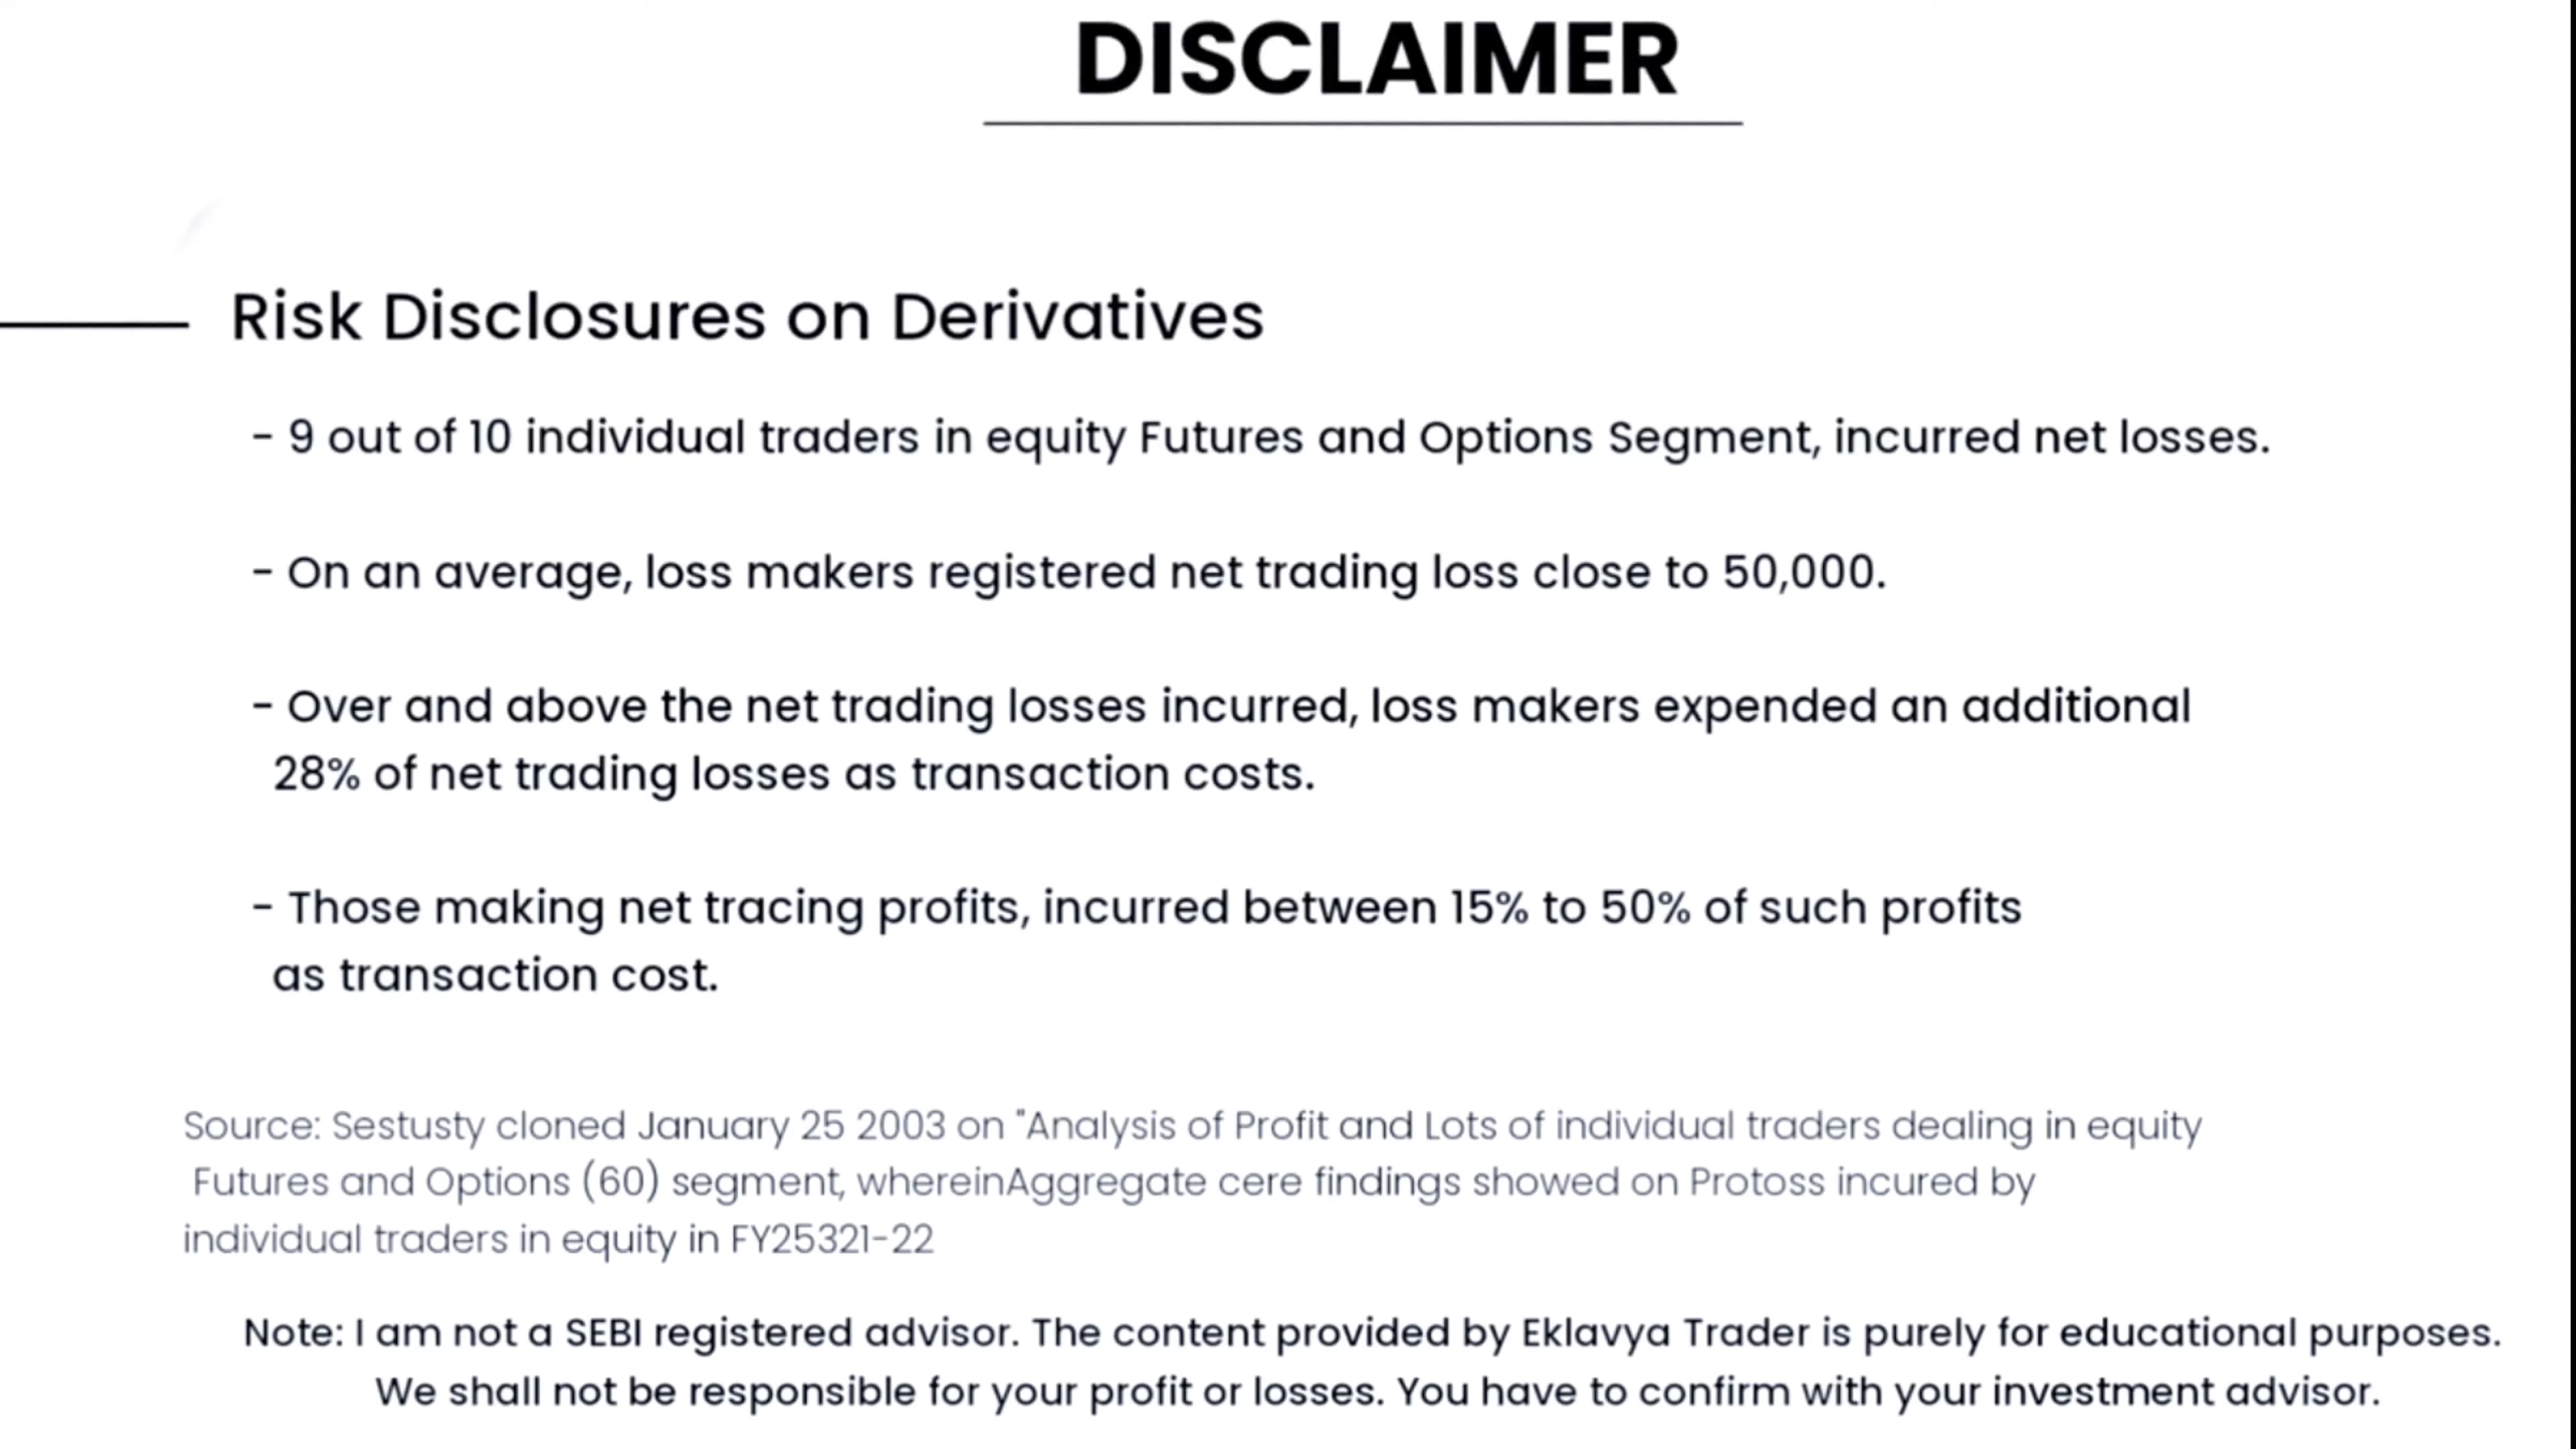 DISCLAIMER
Risk Disclosures on Derivatives
- 9 out of 10 individual traders in equity Futures and Options Segment, incurred net losses.
- On an average, loss makers registered net trading loss close to 50,000.
- Over and above the net trading losses incurred, loss makers expended an additional
28% of net trading losses as transaction costs.
- Those making net tracing profits, incurred between 15% to 50% of such profits
as transaction cost.
Source: Sestusty cloned January 25 2003 on "Analysis of Profit and Lots of individual traders dealing in equity
Futures and Options (60) segment, whereinAggregate cere findings showed on Protoss incured by
individual traders in equity in FY25321-22
Note: I am not a SEBI registered advisor. The content provided by Eklavya Trader is purely for educational purposes.
We shall not be responsible for your profit or losses. You have to confirm with your investment advisor.